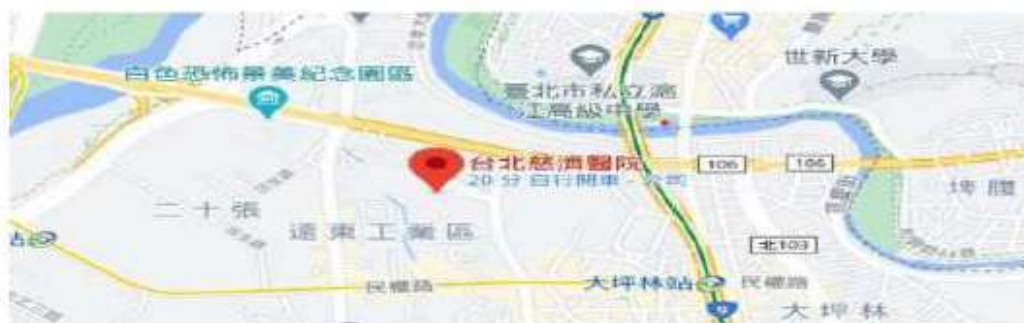 世新大學
白色恐怖景美紀念園區
臺北市私立滬
江高級中學
台北慈濟醫院
20 分 自行開車 - 公司
106
106
二十張
遠東工業區
北103
民權路
大坪林站
民權路
大坪林
9